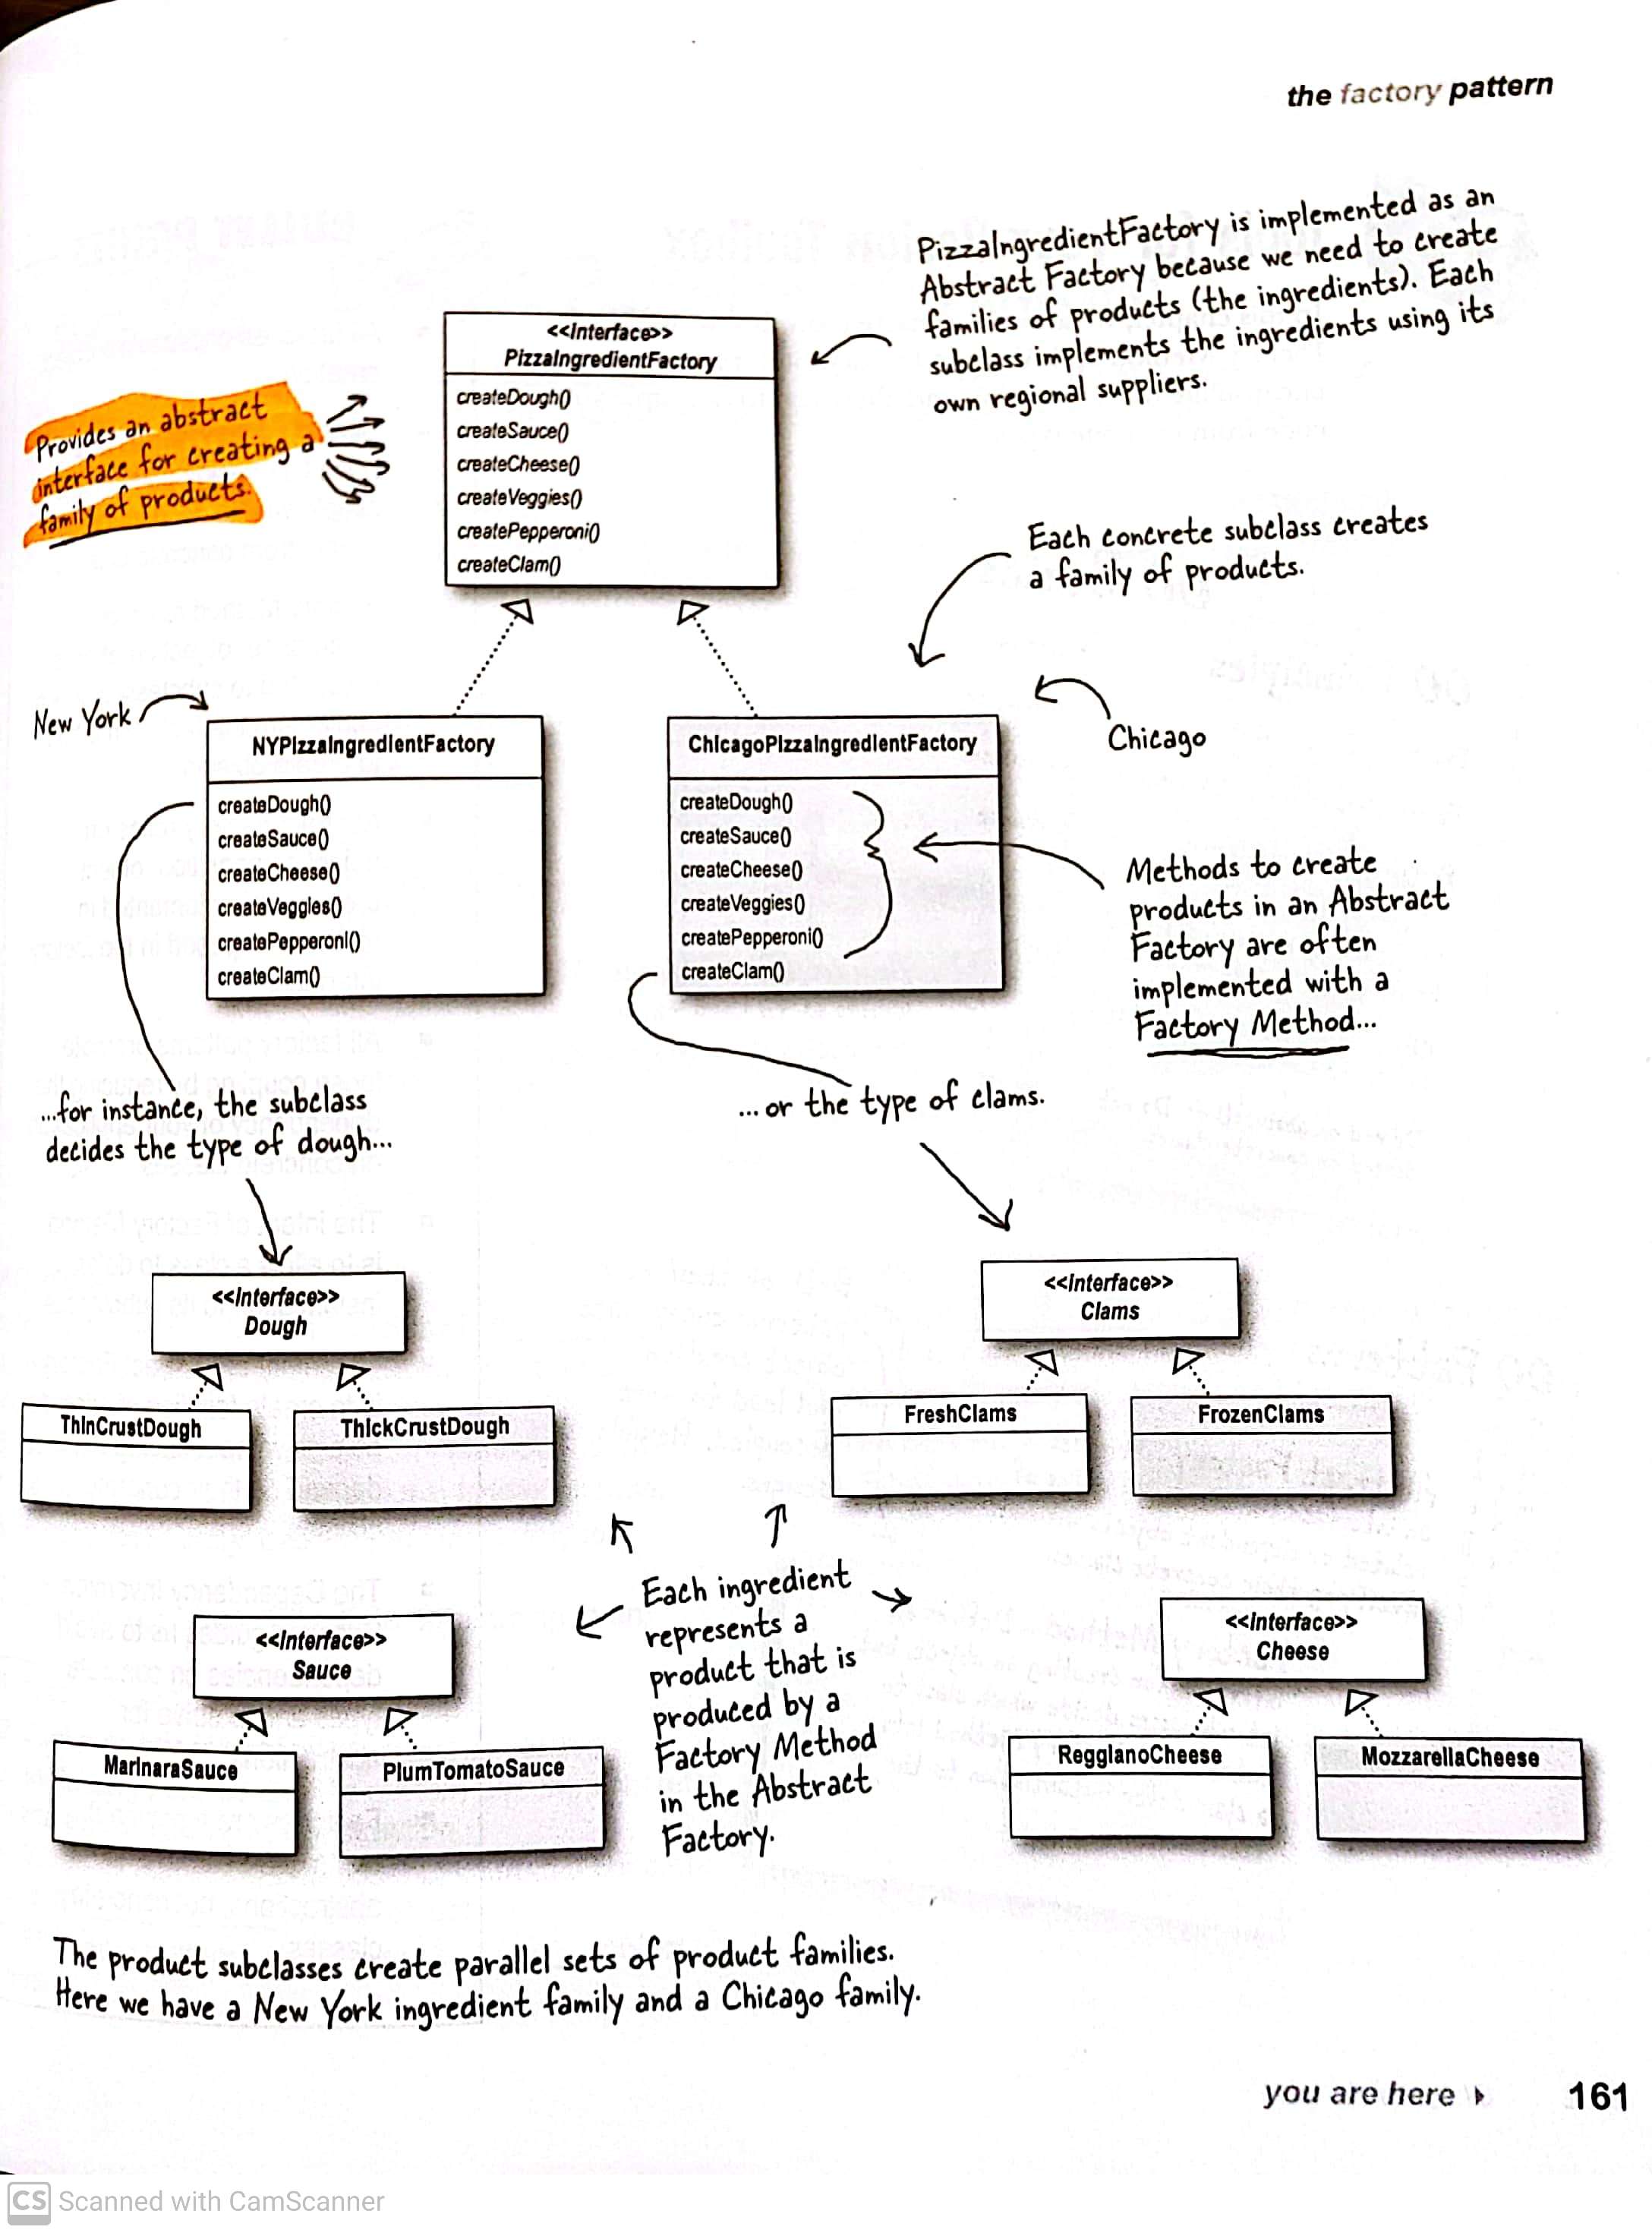 the factory pattern
PizzaIngredientFactory is implemented as an
Abstract Factory because we need to create
families of products (the ingredients). Each
subclass implements the ingredients using its
own regional suppliers.
<<Interface>>
PizzaIngredientFactory
createDough()
createSauce()
createCheese()
createVeggies()
createPepperoni()
createClam()
Provides an abstract
interface for creating a
family of products.
Each concrete subclass creates
a family of products.
New York
Chicago
NYPizzaIngredientFactory
createDough()
createSauce()
createCheese()
createVeggies()
createPepperoni()
createClam()
ChicagoPizzaIngredientFactory
createDough()
createSauce()
createCheese()
createVeggies()
createPepperoni()
createClam()
Methods to create
products in an Abstract
Factory are often
implemented with a
Factory Method...
...for instance, the subclass
decides the type of dough...
...or the type of clams.
<<Interface>>
Dough
ThinCrustDough
ThickCrustDough
<<Interface>>
Clams
FreshClams
FrozenClams
Each ingredient
represents a
product that is
produced by a
Factory Method
in the Abstract
Factory.
<<Interface>>
Sauce
MarinaraSauce
PlumTomatoSauce
<<Interface>>
Cheese
ReggianoCheese
MozzarellaCheese
The product subclasses create parallel sets of product families.
Here we have a New York ingredient family and a Chicago family.
you are here 161
CS Scanned with CamScanner